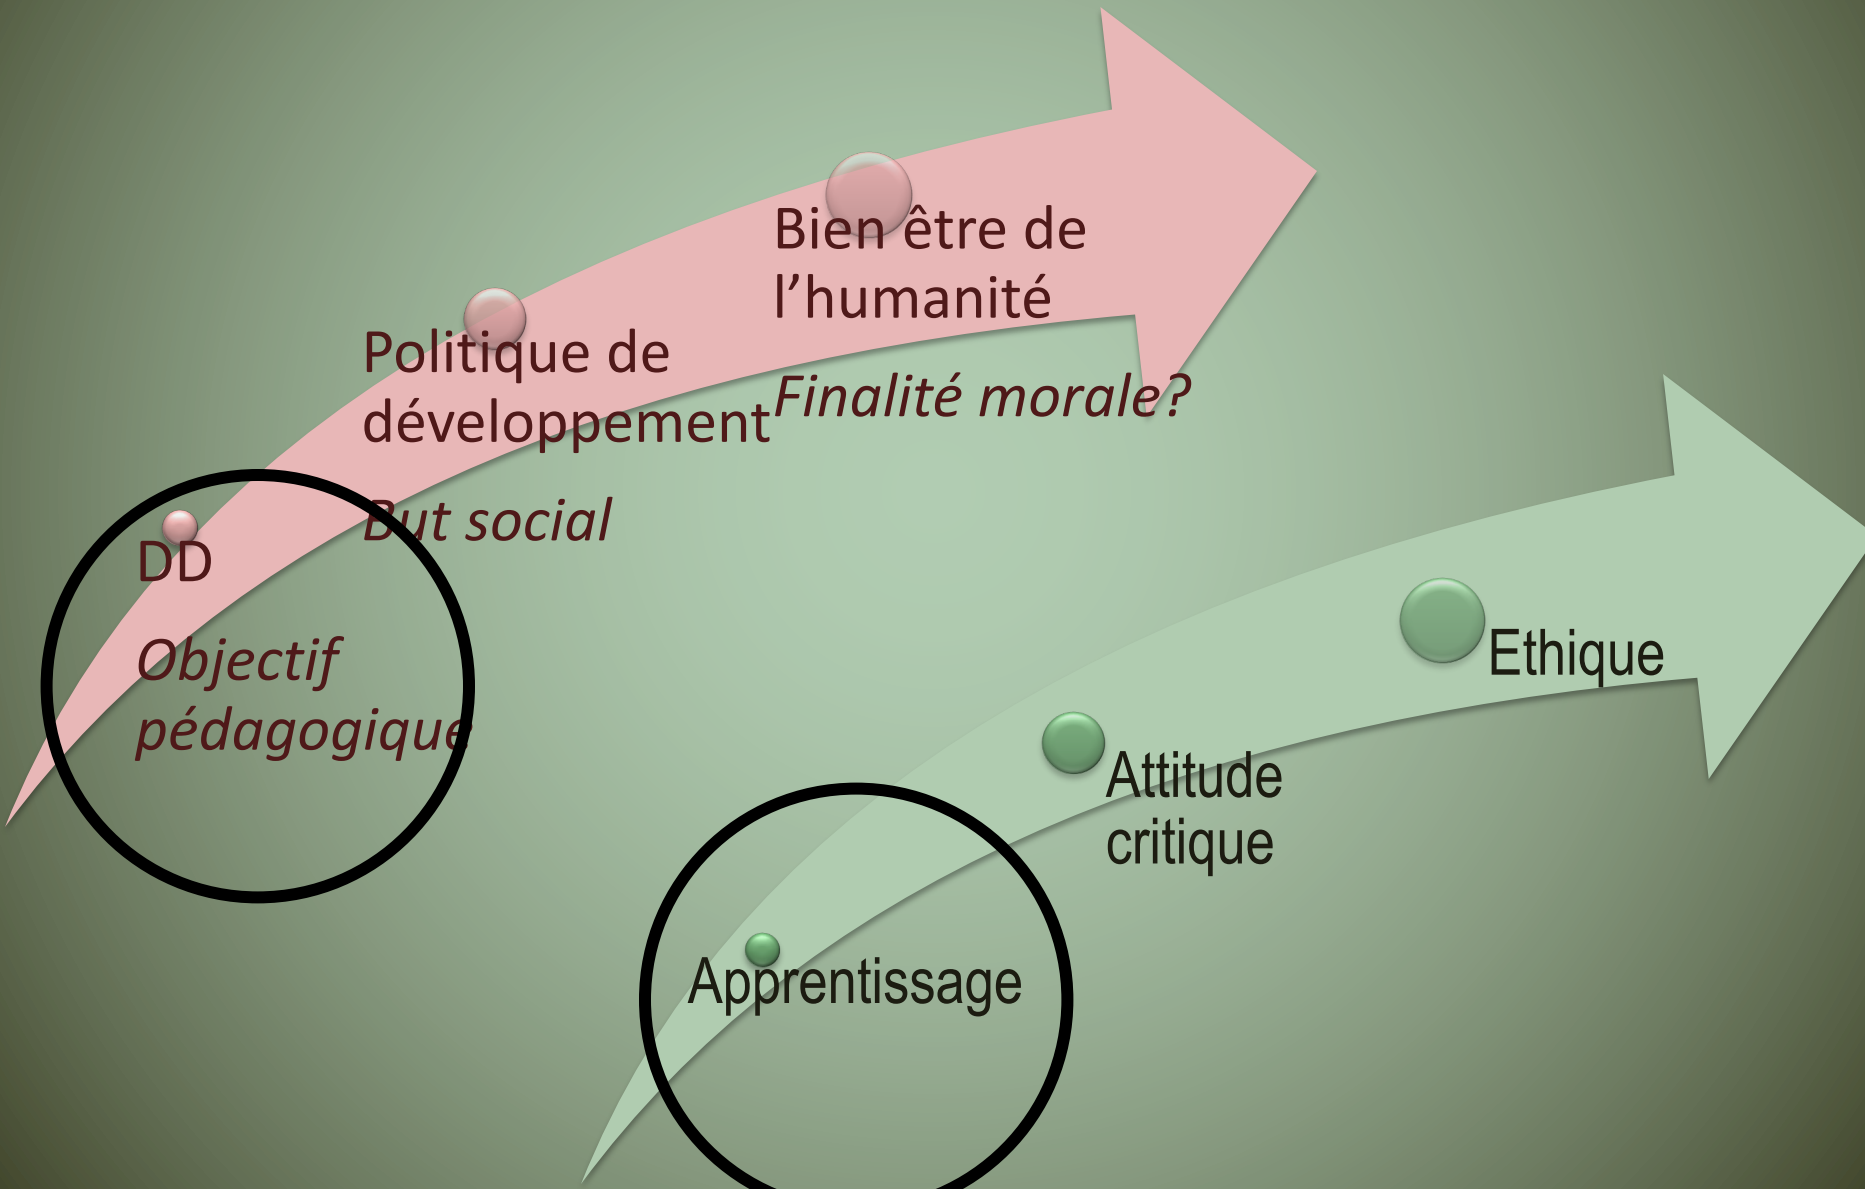 DD
Objectif
pédagogique
Politique de
développement
But social
Bien être de
l’humanité
Finalité morale?
Apprentissage
Attitude
critique
Ethique